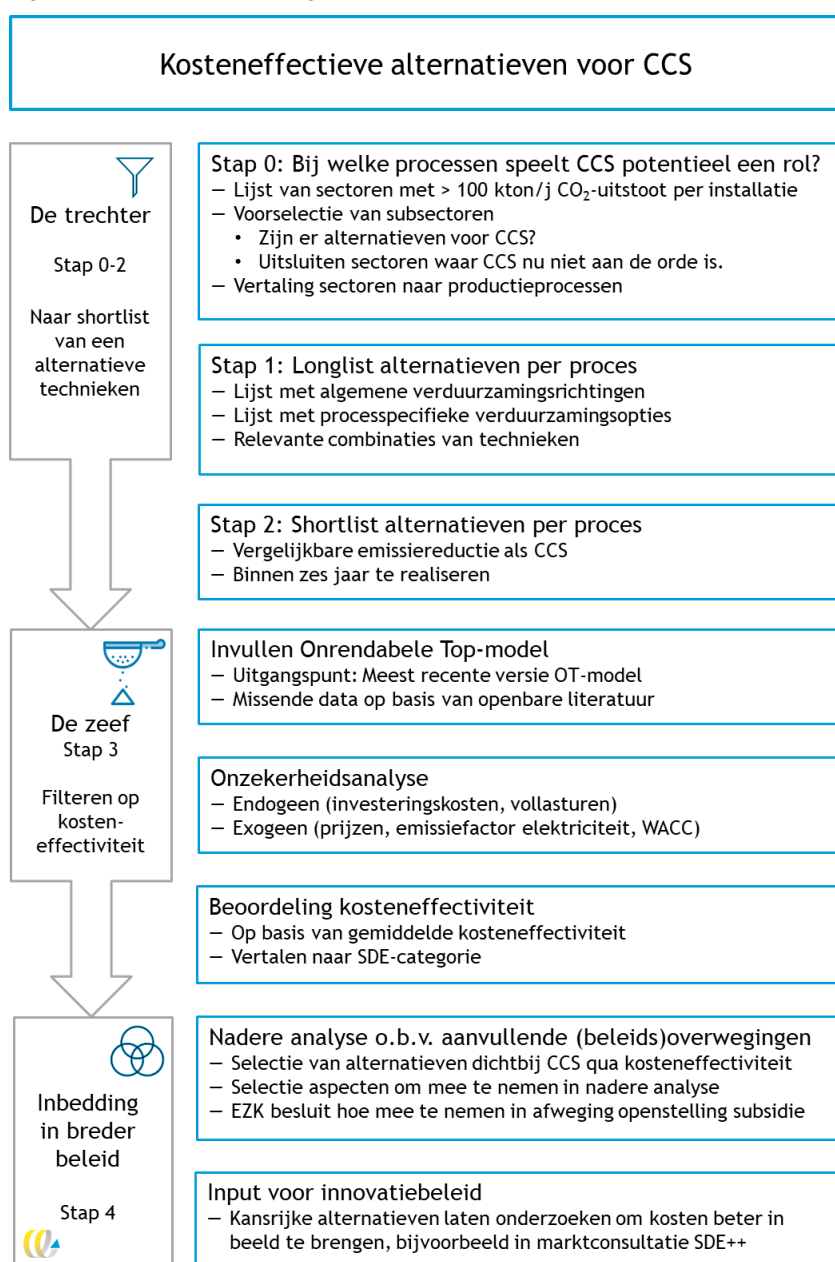 Kosteneffectieve alternatieven voor CCS
De trechter
Stap 0-2
Naar shortlist
van een
alternatieve
technieken
Stap 0: Bij welke processen speelt CCS potentieel een rol?
— Lijst van sectoren met > 100 kton/j CO₂-uitstoot per installatie
— Voorselectie van subsectoren
• Zijn er alternatieven voor CCS?
• Uitsluiten sectoren waar CCS nu niet aan de orde is.
— Vertaling sectoren naar productieprocessen
Stap 1: Longlist alternatieven per proces
— Lijst met algemene verduurzamingsrichtingen
— Lijst met processpecifieke verduurzamingsopties
— Relevante combinaties van technieken
Stap 2: Shortlist alternatieven per proces
— Vergelijkbare emissiereductie als CCS
— Binnen zes jaar te realiseren
De zeef
Stap 3
Filteren op
kosten-
effectiviteit
Invullen Onrendabele Top-model
— Uitgangspunt: Meest recente versie OT-model
— Missende data op basis van openbare literatuur
Onzekerheidsanalyse
— Endogeen (investeringskosten, vollasturen)
— Exogeen (prijzen, emissiefactor elektriciteit, WACC)
Beoordeling kosteneffectiviteit
— Op basis van gemiddelde kosteneffectiviteit
— Vertalen naar SDE-categorie
Inbedding
in breder
beleid
Stap 4
Nadere analyse o.b.v. aanvullende (beleids)overwegingen
— Selectie van alternatieven dichtbij CCS qua kosteneffectiviteit
— Selectie aspecten om mee te nemen in nadere analyse
— EZK besluit hoe mee te nemen in afweging openstelling subsidie
Input voor innovatiebeleid
— Kansrijke alternatieven laten onderzoeken om kosten beter in
beeld te brengen, bijvoorbeeld in marktconsultatie SDE++